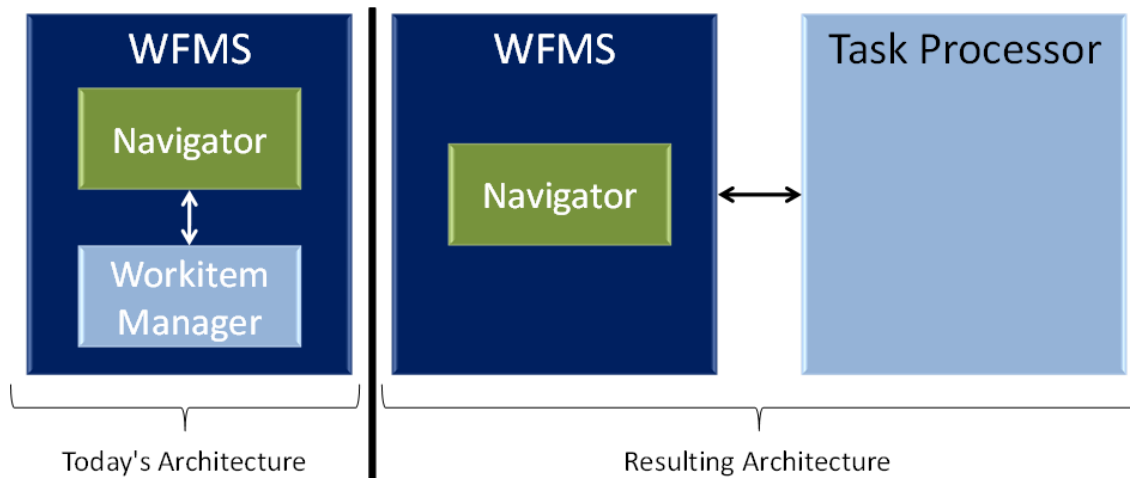 WFMS
Navigator
Workitem
Manager
Today's Architecture
WFMS
Navigator
Task Processor
Resulting Architecture